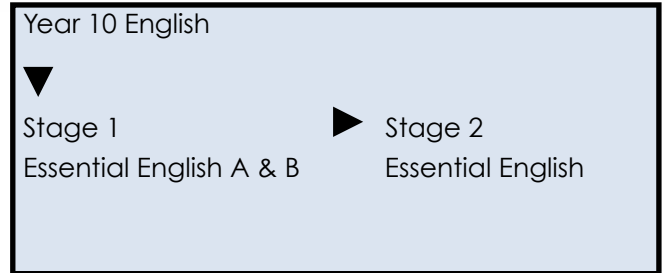 Year 10 English
Stage 1
Essential English A & B
Stage 2
Essential English